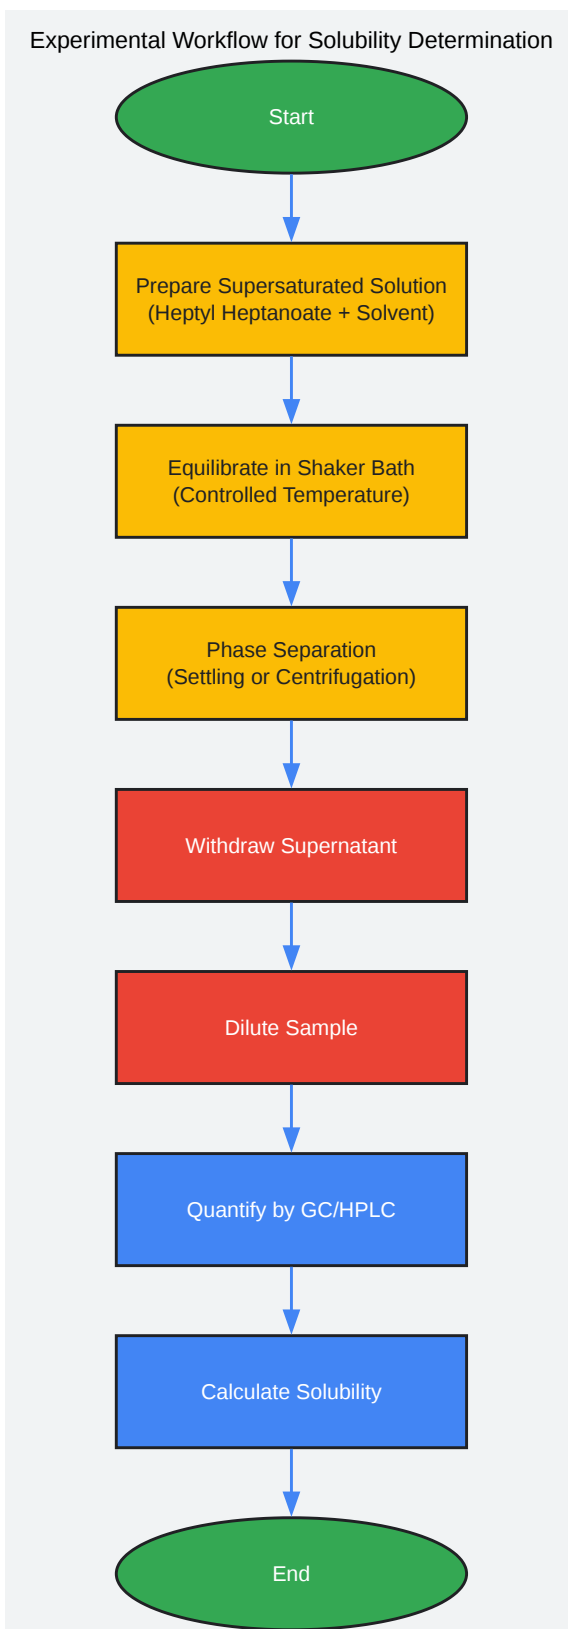 Experimental Workflow for Solubility Determination
Start
Prepare Supersaturated Solution
(Heptyl Heptanoate + Solvent)
Equilibrate in Shaker Bath
(Controlled Temperature)
Phase Separation
(Settling or Centrifugation)
Withdraw Supernatant
Dilute Sample
Quantify by GC/HPLC
Calculate Solubility
End